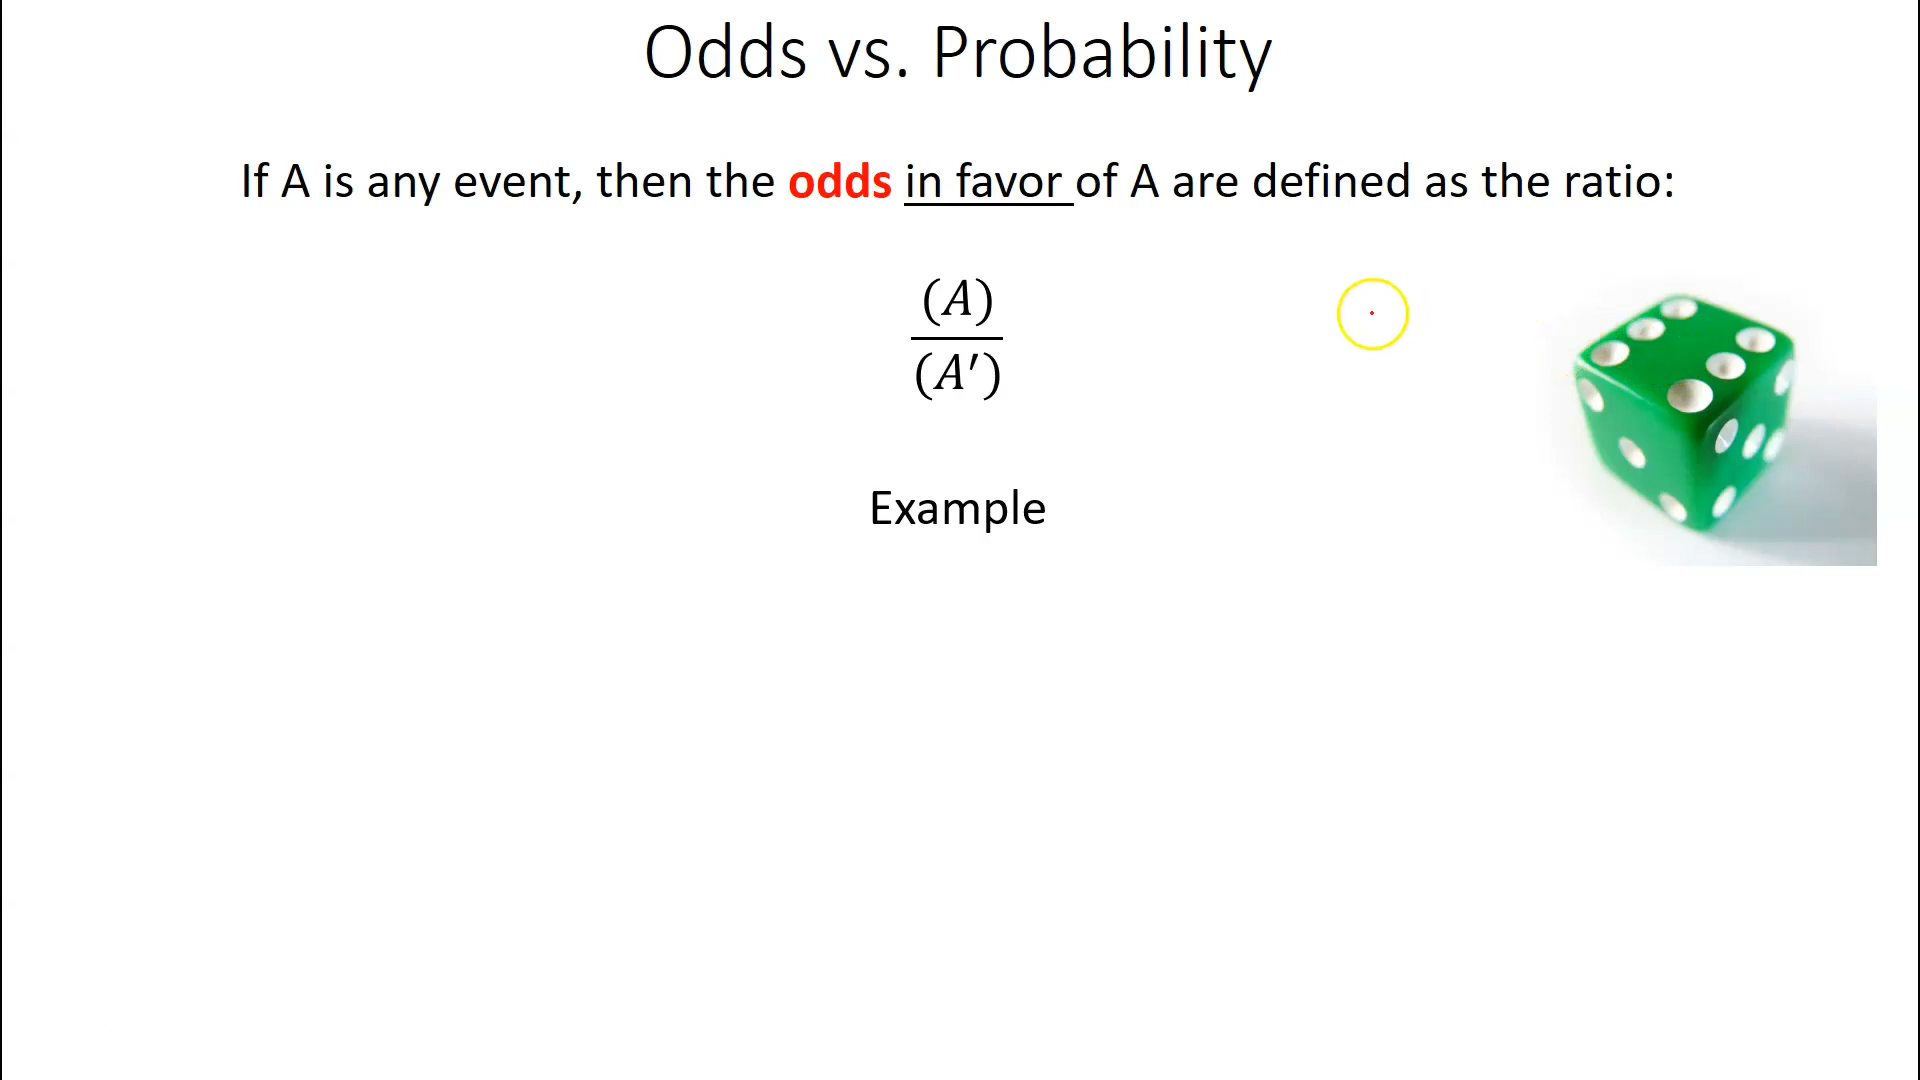 Odds vs. Probability
If A is any event, then the odds in favor of A are defined as the ratio:
(A)
(A′)
Example